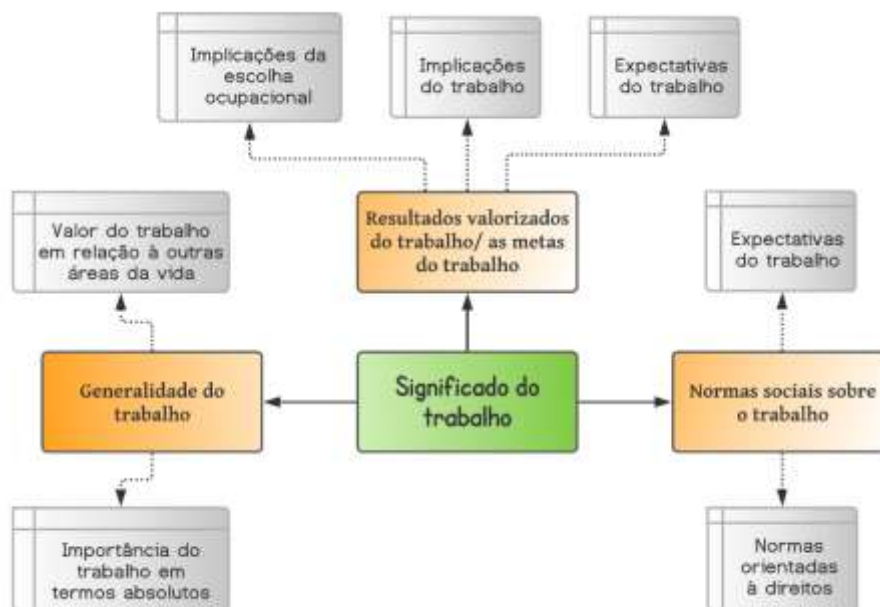 Implicações da
escolha
ocupacional
Implicações
do trabalho
Expectativas
do trabalho
Resultados valorizados
do trabalho/ as metas
do trabalho
Valor do trabalho
em relação à outras
áreas da vida
Expectativas
do trabalho
Generalidade do
trabalho
Significado do
trabalho
Normas sociais sobre
o trabalho
Importância do
trabalho em
termos absolutos
Normas
orientadas
à direitos